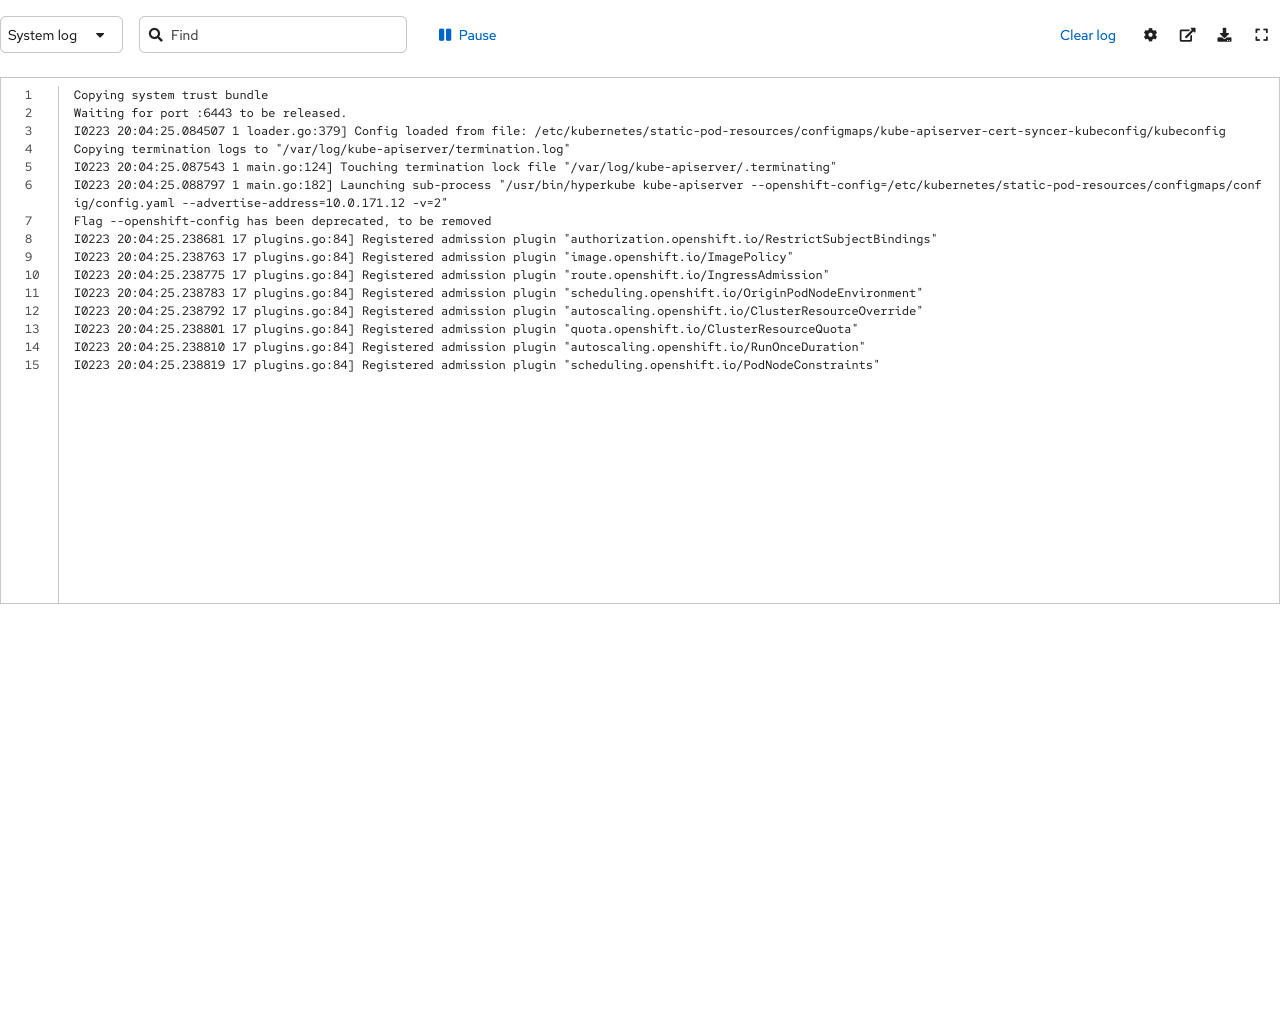 System log
Find
Pause
Clear log
1 Copying system trust bundle
2 Waiting for port :6443 to be released.
3 I0223 20:04:25.084507 1 loader.go:379] Config loaded from file: /etc/kubernetes/static-pod-resources/configmaps/kube-apiserver-cert-syncer-kubeconfig/kubeconfig
4 Copying termination logs to "/var/log/kube-apiserver/termination.log"
5 I0223 20:04:25.087543 1 main.go:124] Touching termination lock file "/var/log/kube-apiserver/.terminating"
6 I0223 20:04:25.088797 1 main.go:182] Launching sub-process "/usr/bin/hyperkube kube-apiserver --openshift-config=/etc/kubernetes/static-pod-resources/configmaps/conf
ig/config.yaml --advertise-address=10.0.171.12 -v=2"
7 Flag --openshift-config has been deprecated, to be removed
8 I0223 20:04:25.238681 17 plugins.go:84] Registered admission plugin "authorization.openshift.io/RestrictSubjectBindings"
9 I0223 20:04:25.238763 17 plugins.go:84] Registered admission plugin "image.openshift.io/ImagePolicy"
10 I0223 20:04:25.238775 17 plugins.go:84] Registered admission plugin "route.openshift.io/IngressAdmission"
11 I0223 20:04:25.238783 17 plugins.go:84] Registered admission plugin "scheduling.openshift.io/OriginPodNodeEnvironment"
12 I0223 20:04:25.238792 17 plugins.go:84] Registered admission plugin "autoscaling.openshift.io/ClusterResourceOverride"
13 I0223 20:04:25.238801 17 plugins.go:84] Registered admission plugin "quota.openshift.io/ClusterResourceQuota"
14 I0223 20:04:25.238810 17 plugins.go:84] Registered admission plugin "autoscaling.openshift.io/RunOnceDuration"
15 I0223 20:04:25.238819 17 plugins.go:84] Registered admission plugin "scheduling.openshift.io/PodNodeConstraints"